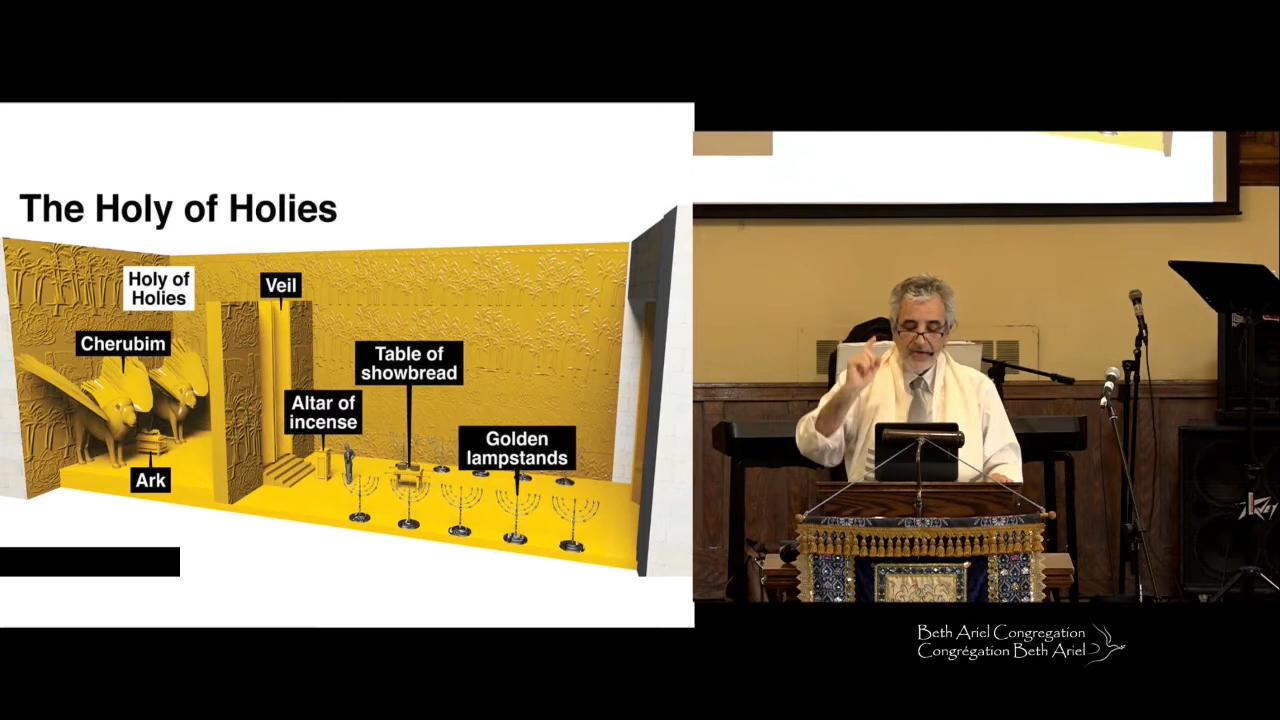 The Holy of Holies
Holy of
Holies
Veil
Cherubim
Table of
showbread
Altar of
incense
Golden
lampstands
Ark
PEAVEY
Beth Ariel Congregation
Congrégation Beth Ariel